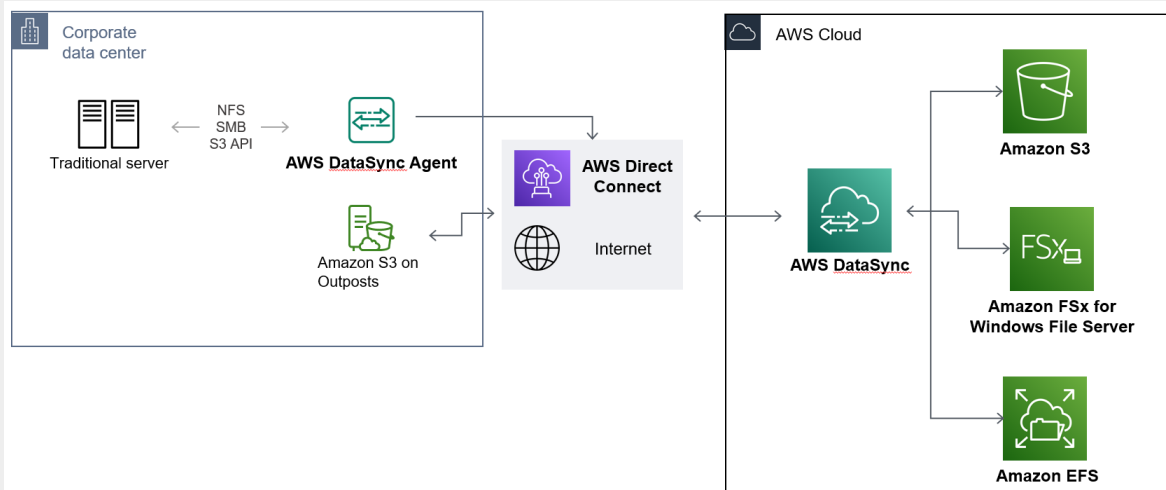 Corporate
data center
AWS Cloud
NFS
SMB
S3 API
Traditional server
AWS DataSync Agent
AWS Direct
Connect
Internet
Amazon S3 on
Outposts
AWS DataSync
Amazon S3
FSx
Amazon FSx for
Windows File Server
Amazon EFS